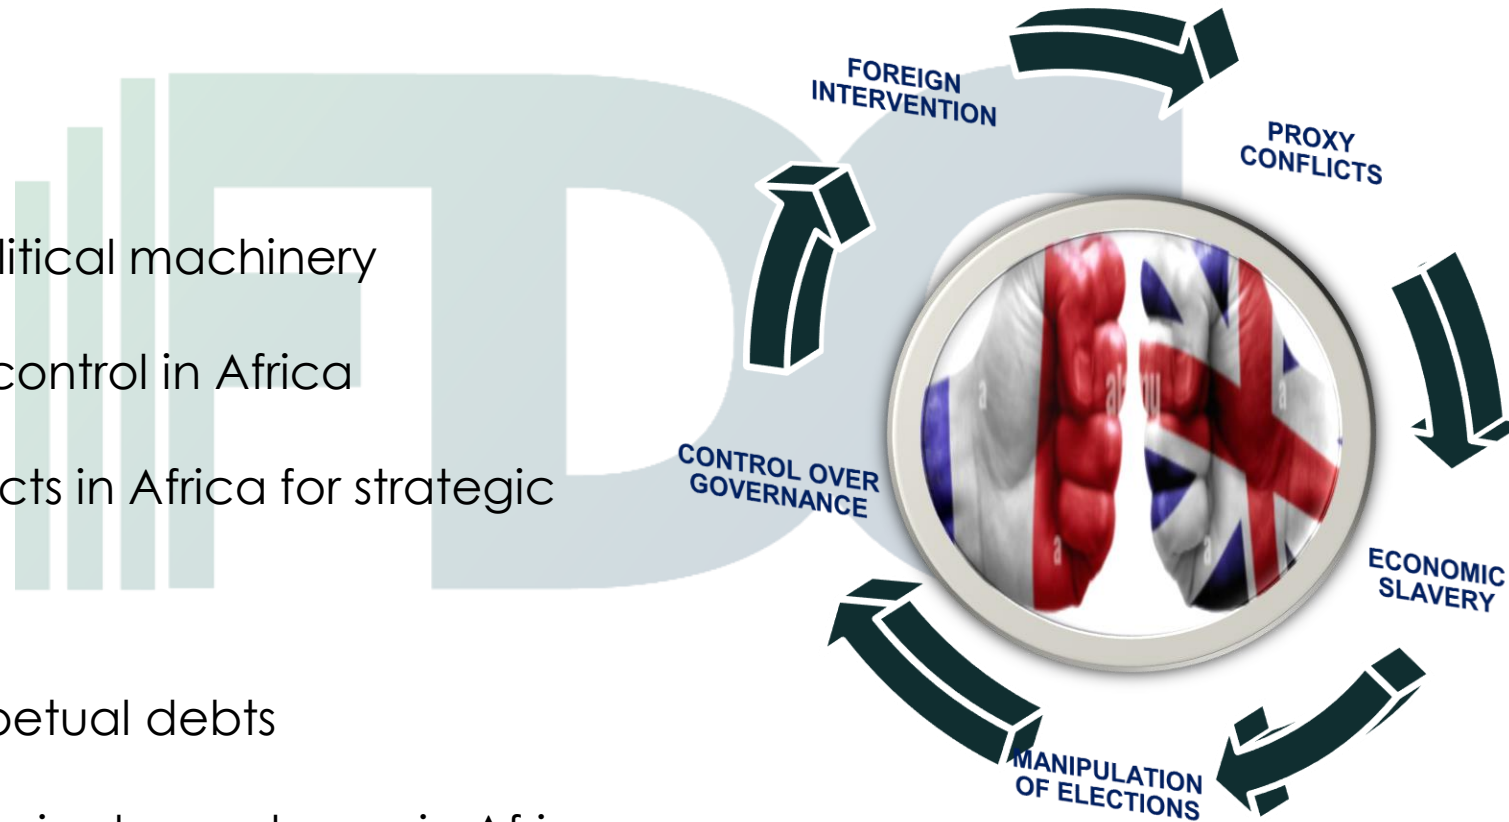 litical machinery
control in Africa
cts in Africa for strategic
petual debts
FDC
FOREIGN
INTERVENTION
PROXY
CONFLICTS
ECONOMIC
SLAVERY
MANIPULATION
OF ELECTIONS
CONTROL OVER
GOVERNANCE
a
a
a
a